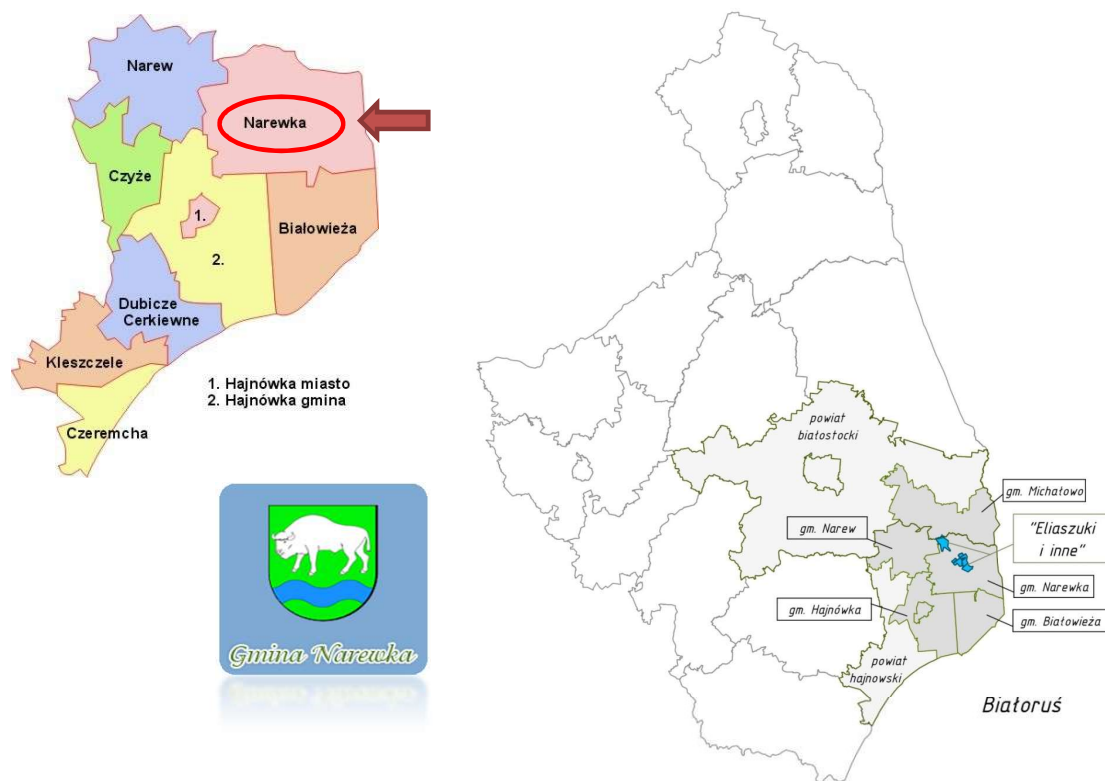 Narew
Narewka
Czyże
1.
Białowieża
2.
Dubicze
Cerkiewne
Kleszczele
1. Hajnówka miasto
2. Hajnówka gmina
Czeremcha
Gmina Narewka
powiat
białostocki
gm. Michałowo
gm. Narew
"Eliaszuki
i inne"
gm. Narewka
gm. Hajnówka
gm. Białowieża
powiat
hajnowski
Białoruś